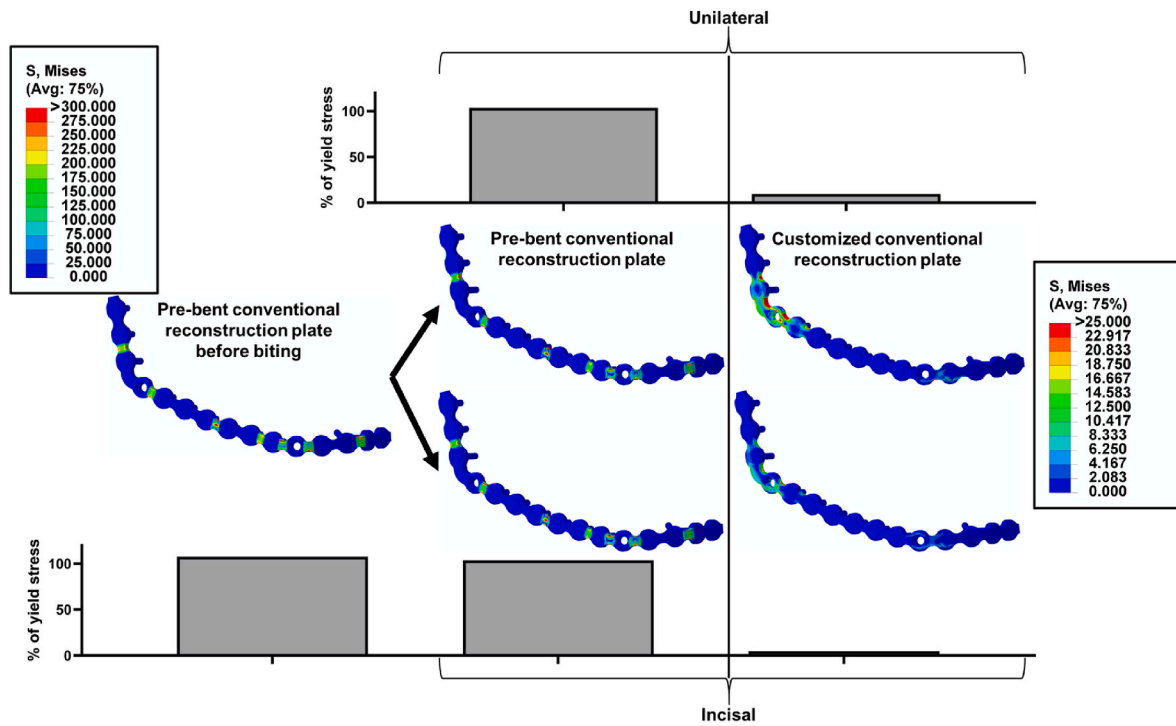 Unilateral
S, Mises
(Avg: 75%)
>300.000
275.000
250.000
225.000
200.000
175.000
150.000
125.000
100.000
75.000
50.000
25.000
0.000
% of yield stress
100
50
0
Pre-bent conventional
reconstruction plate
Customized conventional
reconstruction plate
Pre-bent conventional
reconstruction plate
before biting
S, Mises
(Avg: 75%)
>25.000
22.917
20.833
18.750
16.667
14.583
12.500
10.417
8.333
6.250
4.167
2.083
0.000
% of yield stress
100
50
0
Incisal